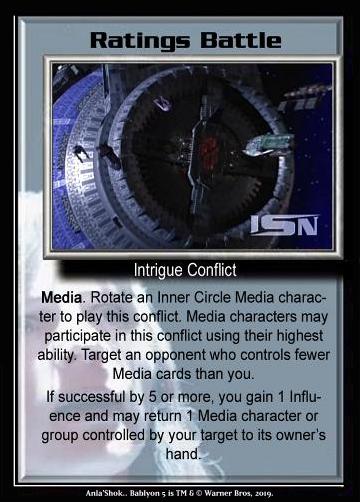 Ratings Battle
ISN
Intrigue Conflict
Media. Rotate an Inner Circle Media charac-
ter to play this conflict. Media characters may
participate in this conflict using their highest
ability. Target an opponent who controls fewer
Media cards than you.
If successful by 5 or more, you gain 1 Influ-
ence and may return 1 Media character or
group controlled by your target to its owner's
hand.
Anla'Shok.. Bablyon 5 is TM & © Warner Bros, 2019.